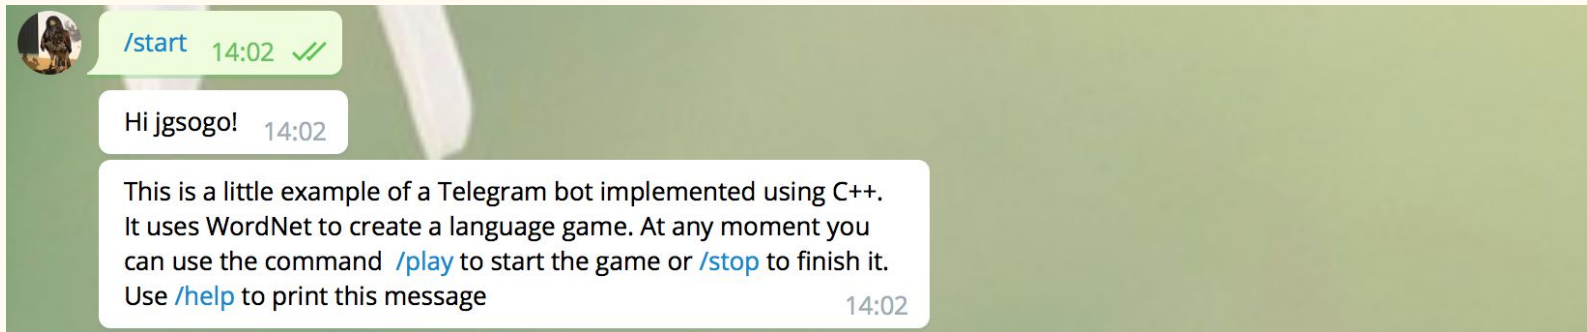 /start 14:02
Hi jgsogo! 14:02
This is a little example of a Telegram bot implemented using C++.
It uses WordNet to create a language game. At any moment you
can use the command /play to start the game or /stop to finish it.
Use /help to print this message 14:02